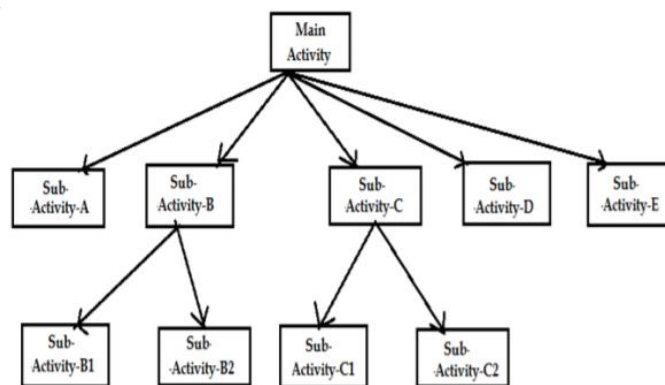 Main
Activity
Sub-
·Activity-A
Sub-
Activity-B
Sub-
·Activity-C
Sub-
·Activity-D
Sub-
·Activity-E
Sub-
Activity-B1
Sub-
·Activity-B2
Sub-
Activity-C1
Sub-
·Activity-C2